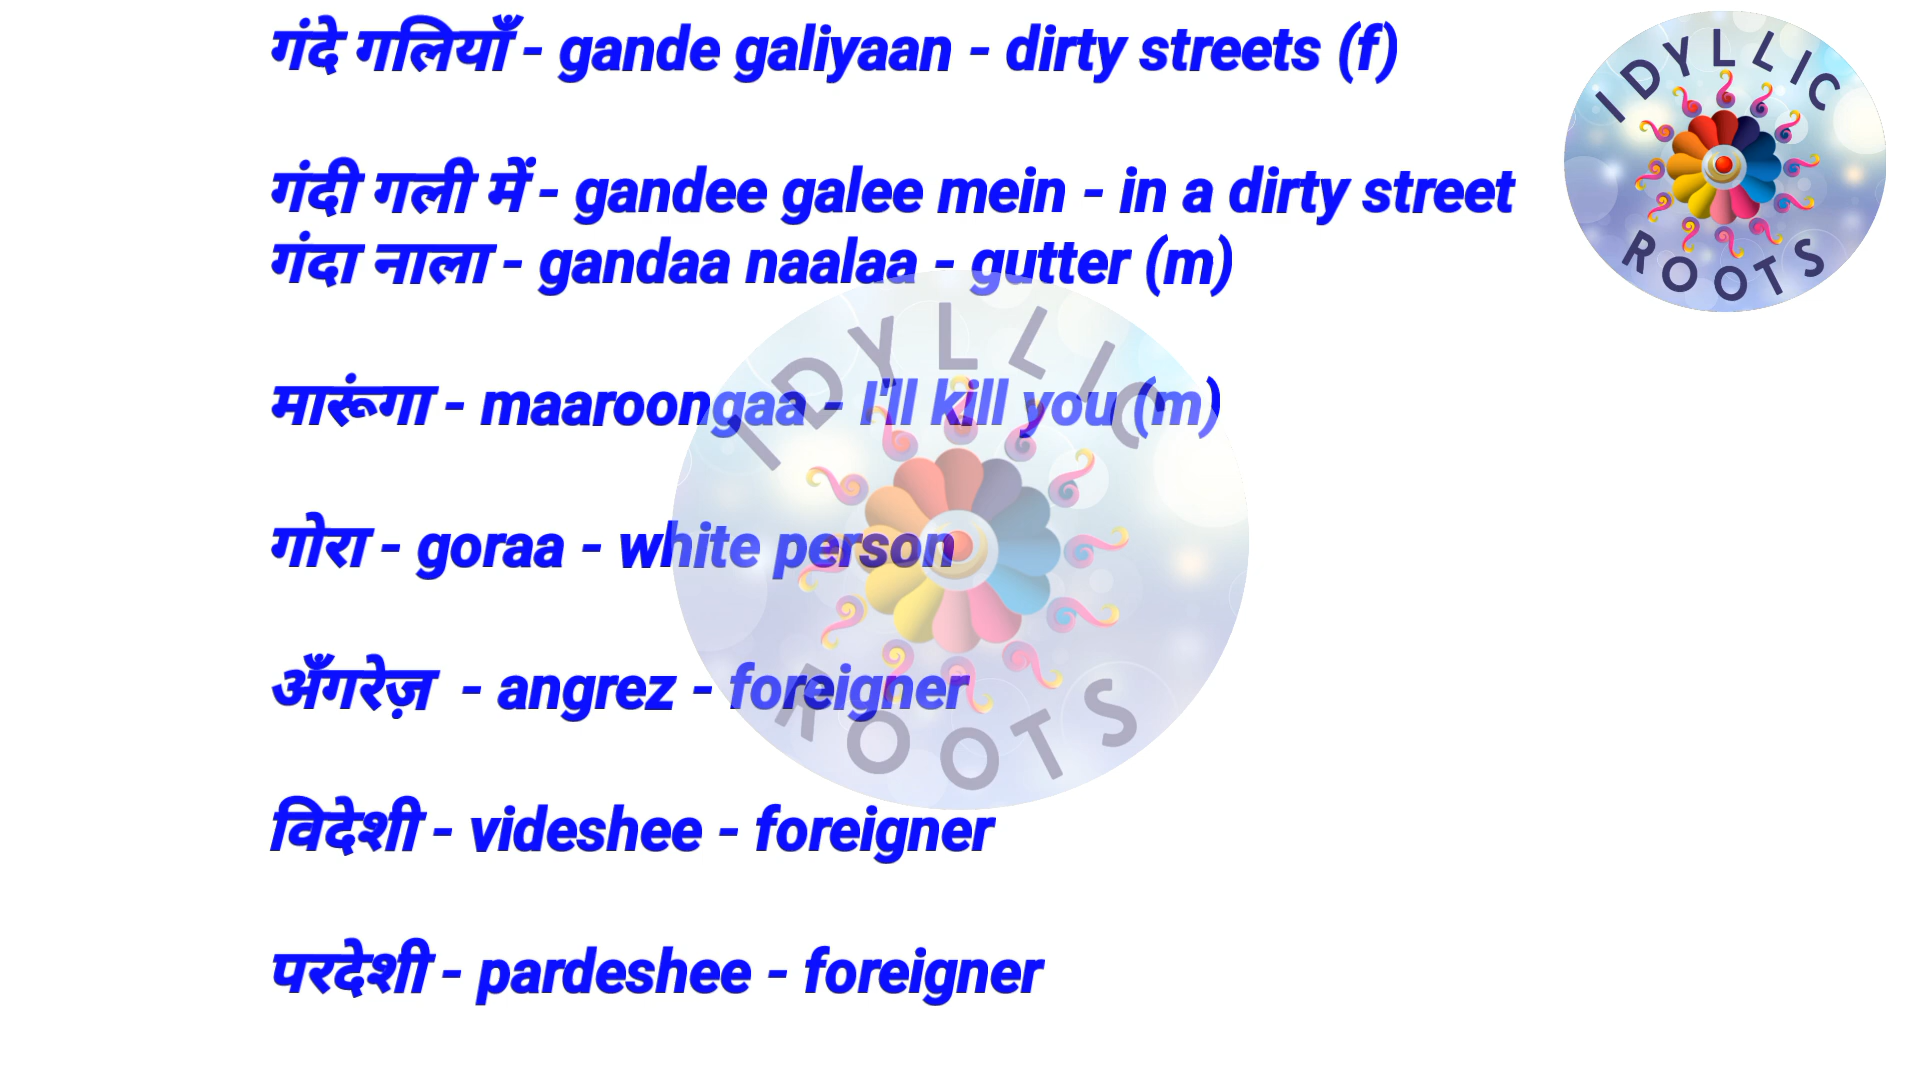 गंदे गलियाँ - gande galiyaan - dirty streets (f)
गंदी गली में - gandee galee mein - in a dirty street
गंदा नाला - gandaa naalaa - gutter (m)
मारूंगा - maaroongaa - I'll kill you (m)
गोरा - goraa - white person
अँगरेज़ - angrez - foreigner
विदेशी - videshee - foreigner
परदेशी - pardeshee - foreigner
IDYLLIC
ROOTS
IDYLLIC
ROOTS